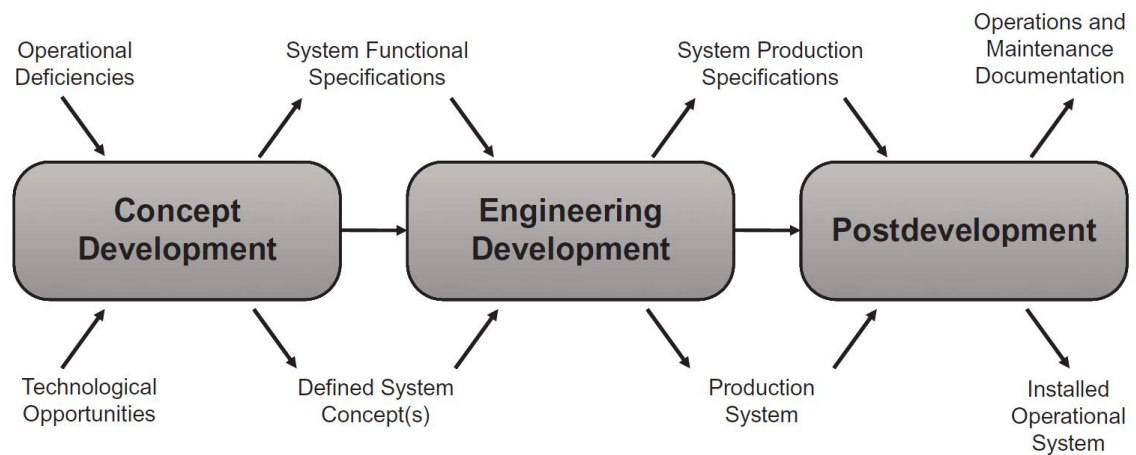 Operational
Deficiencies
System Functional
Specifications
System Production
Specifications
Operations and
Maintenance
Documentation
Concept
Development
Engineering
Development
Postdevelopment
Technological
Opportunities
Defined System
Concept(s)
Production
System
Installed
Operational
System